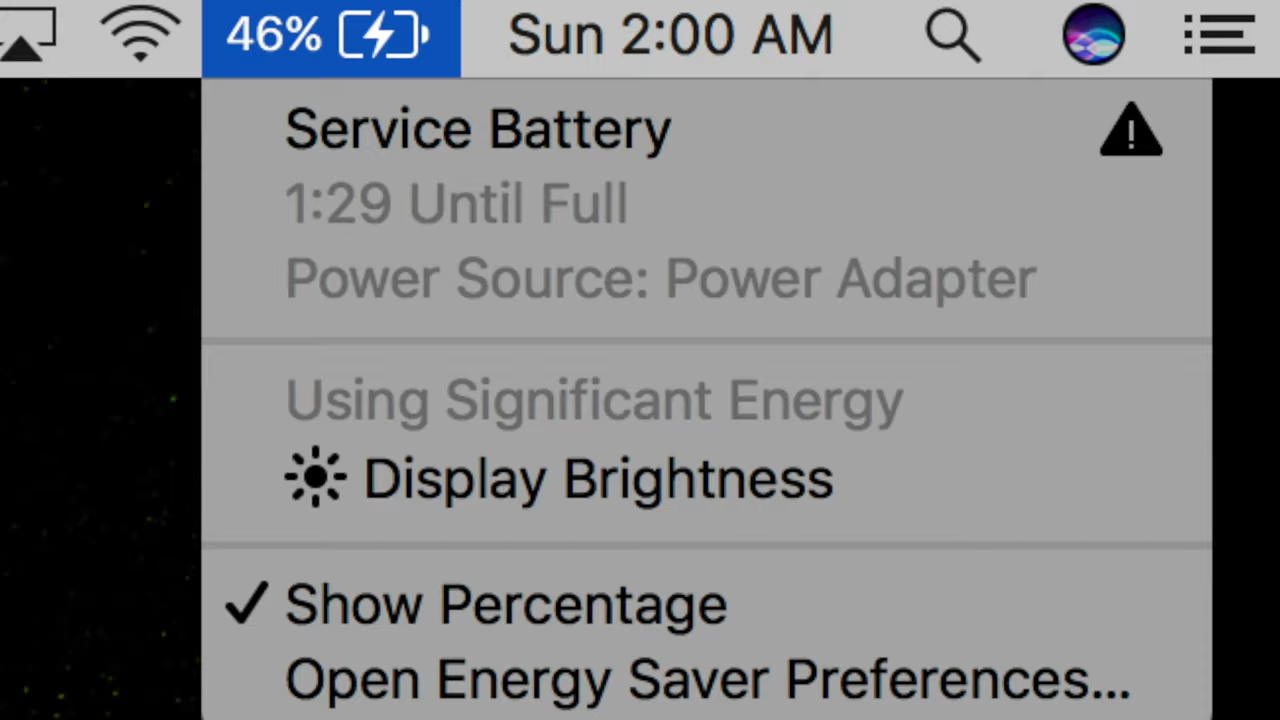 46% Sun 2:00 AM
Service Battery
1:29 Until Full
Power Source: Power Adapter
Using Significant Energy
Display Brightness
Show Percentage
Open Energy Saver Preferences...